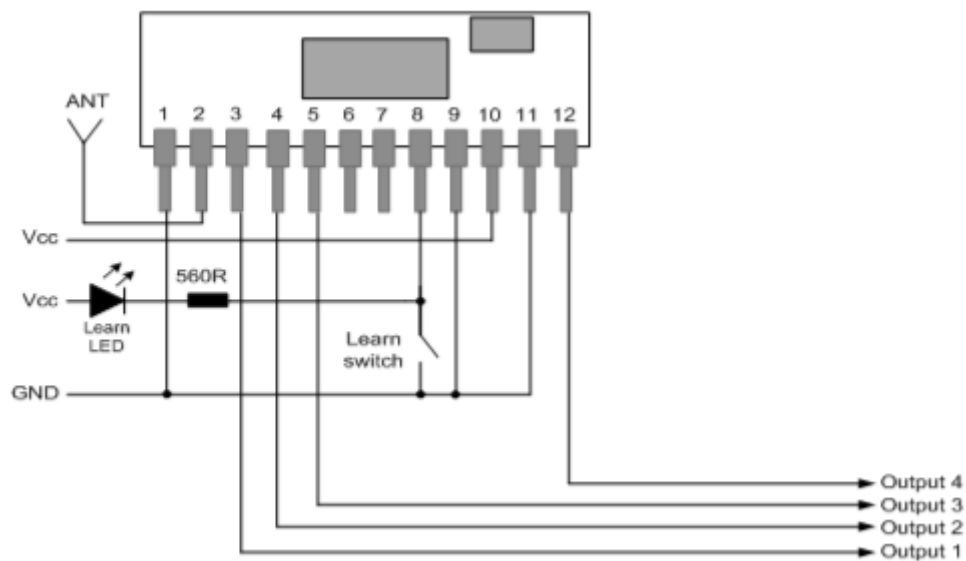 ANT
1 2 3 4 5 6 7 8 9 10 11 12
Vcc
Vcc
560R
Learn
LED
Learn
switch
GND
Output 4
Output 3
Output 2
Output 1